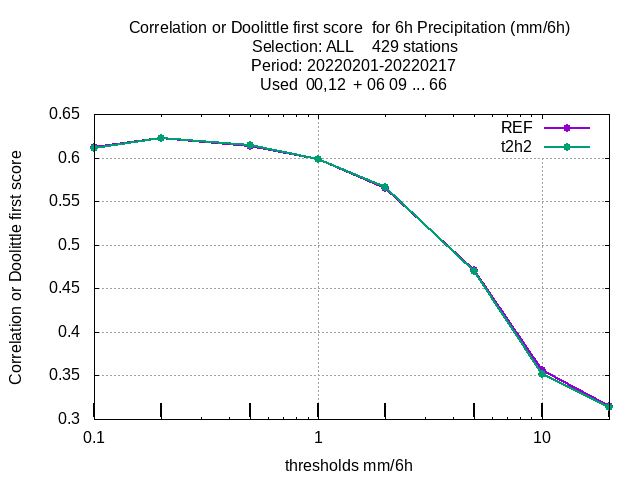 Correlation or Doolittle first score  for 6h Precipitation (mm/6h)
Selection: ALL    429 stations
Period: 20220201-20220217
Used  00,12  + 06 09 ... 66
REF
t2h2
Correlation or Doolittle first score
0.65
0.6
0.55
0.5
0.45
0.4
0.35
0.3
0.1 1 10
thresholds mm/6h